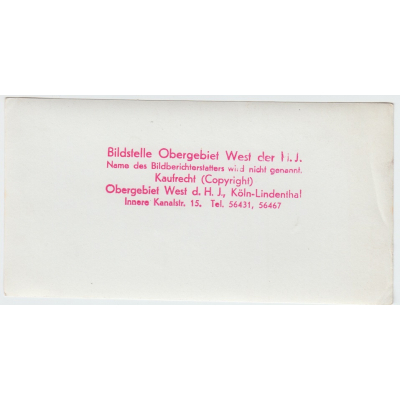 Bildstelle Obergebiet West der H.J.
Name des Bildberichterstatters wird nicht genannt.
Kaufrecht (Copyright)
Obergebiet West d. H. J., Köln-Lindenthal
Innere Kanalstr. 15. Tel. 56431, 56467